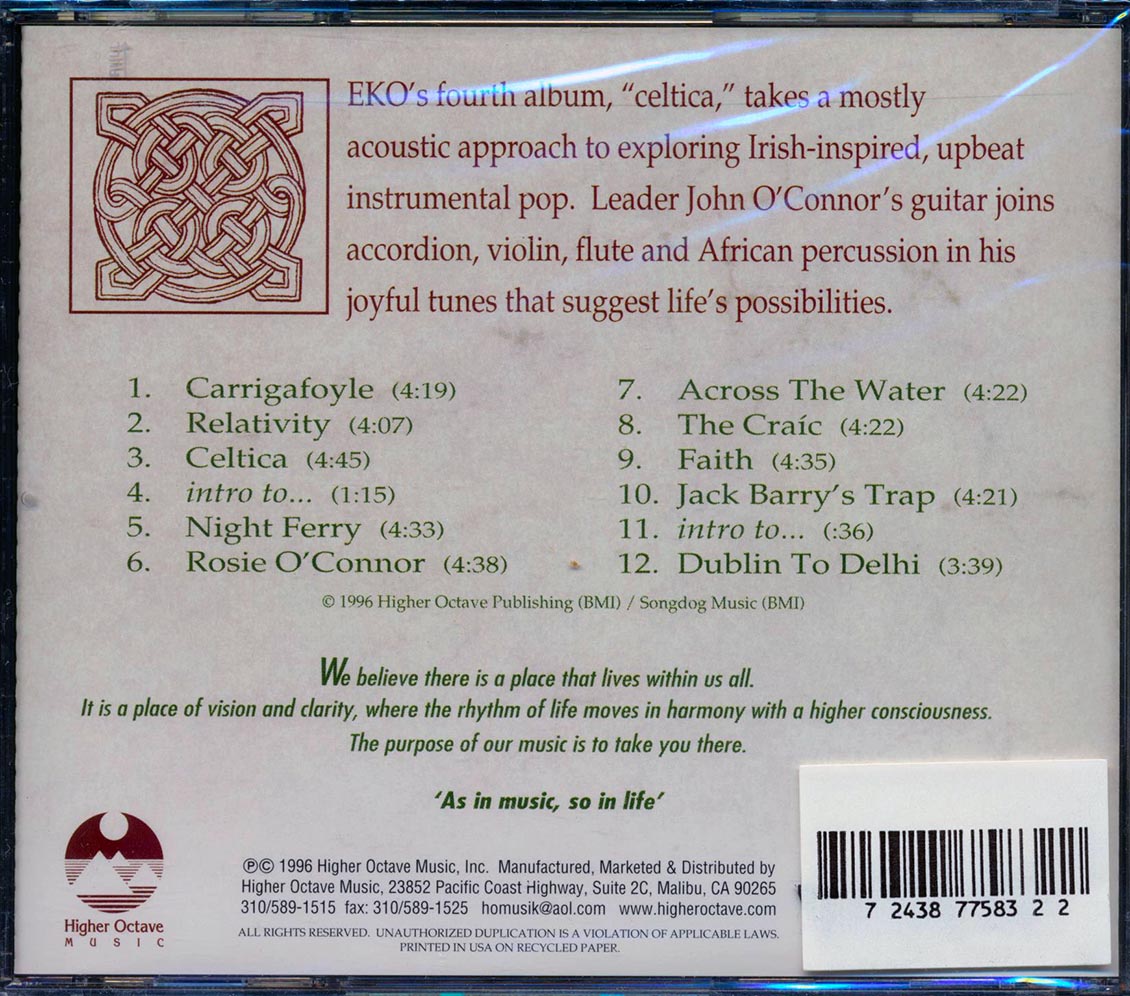 EKO's fourth album, "celtica," takes a mostly
acoustic approach to exploring Irish-inspired, upbeat
instrumental pop. Leader John O'Connor's guitar joins
accordion, violin, flute and African percussion in his
joyful tunes that suggest life's possibilities.
1. Carrigafoyle (4:19)
2. Relativity (4:07)
3. Celtica (4:45)
4. intro to... (1:15)
5. Night Ferry (4:33)
6. Rosie O'Connor (4:38)
7. Across The Water (4:22)
8. The Craíc (4:22)
9. Faith (4:35)
10. Jack Barry's Trap (4:21)
11. intro to... (:36)
12. Dublin To Delhi (3:39)
© 1996 Higher Octave Publishing (BMI) / Songdog Music (BMI)
We believe there is a place that lives within us all.
It is a place of vision and clarity, where the rhythm of life moves in harmony with a higher consciousness.
The purpose of our music is to take you there.
'As in music, so in life'
Higher Octave
MUSIC
℗© 1996 Higher Octave Music, Inc. Manufactured, Marketed & Distributed by
Higher Octave Music, 23852 Pacific Coast Highway, Suite 2C, Malibu, CA 90265
310/589-1515 fax: 310/589-1525 homusik@aol.com www.higheroctave.com
ALL RIGHTS RESERVED. UNAUTHORIZED DUPLICATION IS A VIOLATION OF APPLICABLE LAWS.
PRINTED IN USA ON RECYCLED PAPER.
7 24387 77583 2 2